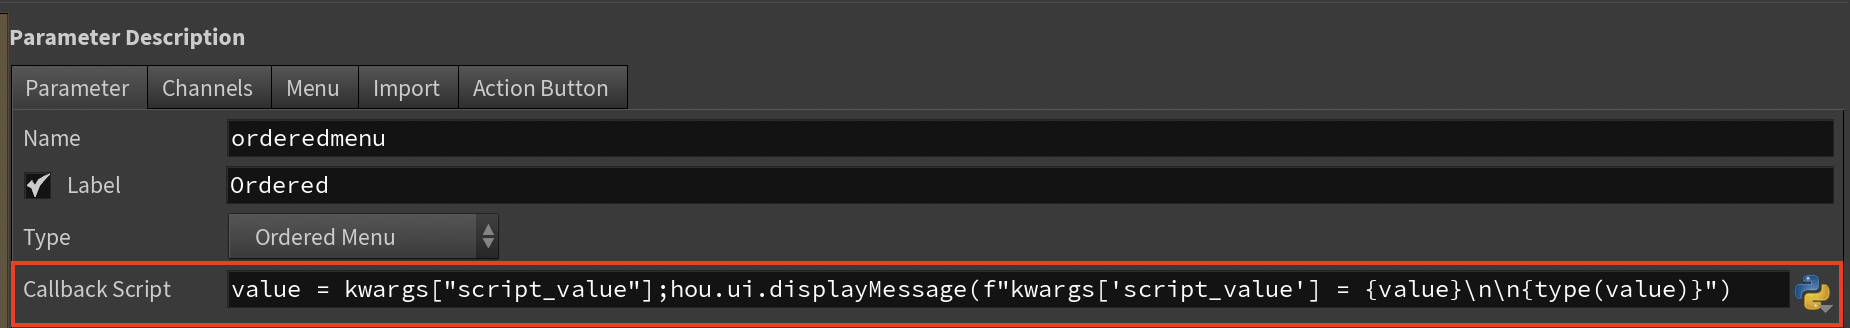 Parameter Description
Parameter Channels Menu Import Action Button
Name orderedmenu
Label Ordered
Type Ordered Menu
Callback Script value = kwargs["script_value"];hou.ui.displayMessage(f"kwargs['script_value'] = {value}\n\n{type(value)}")